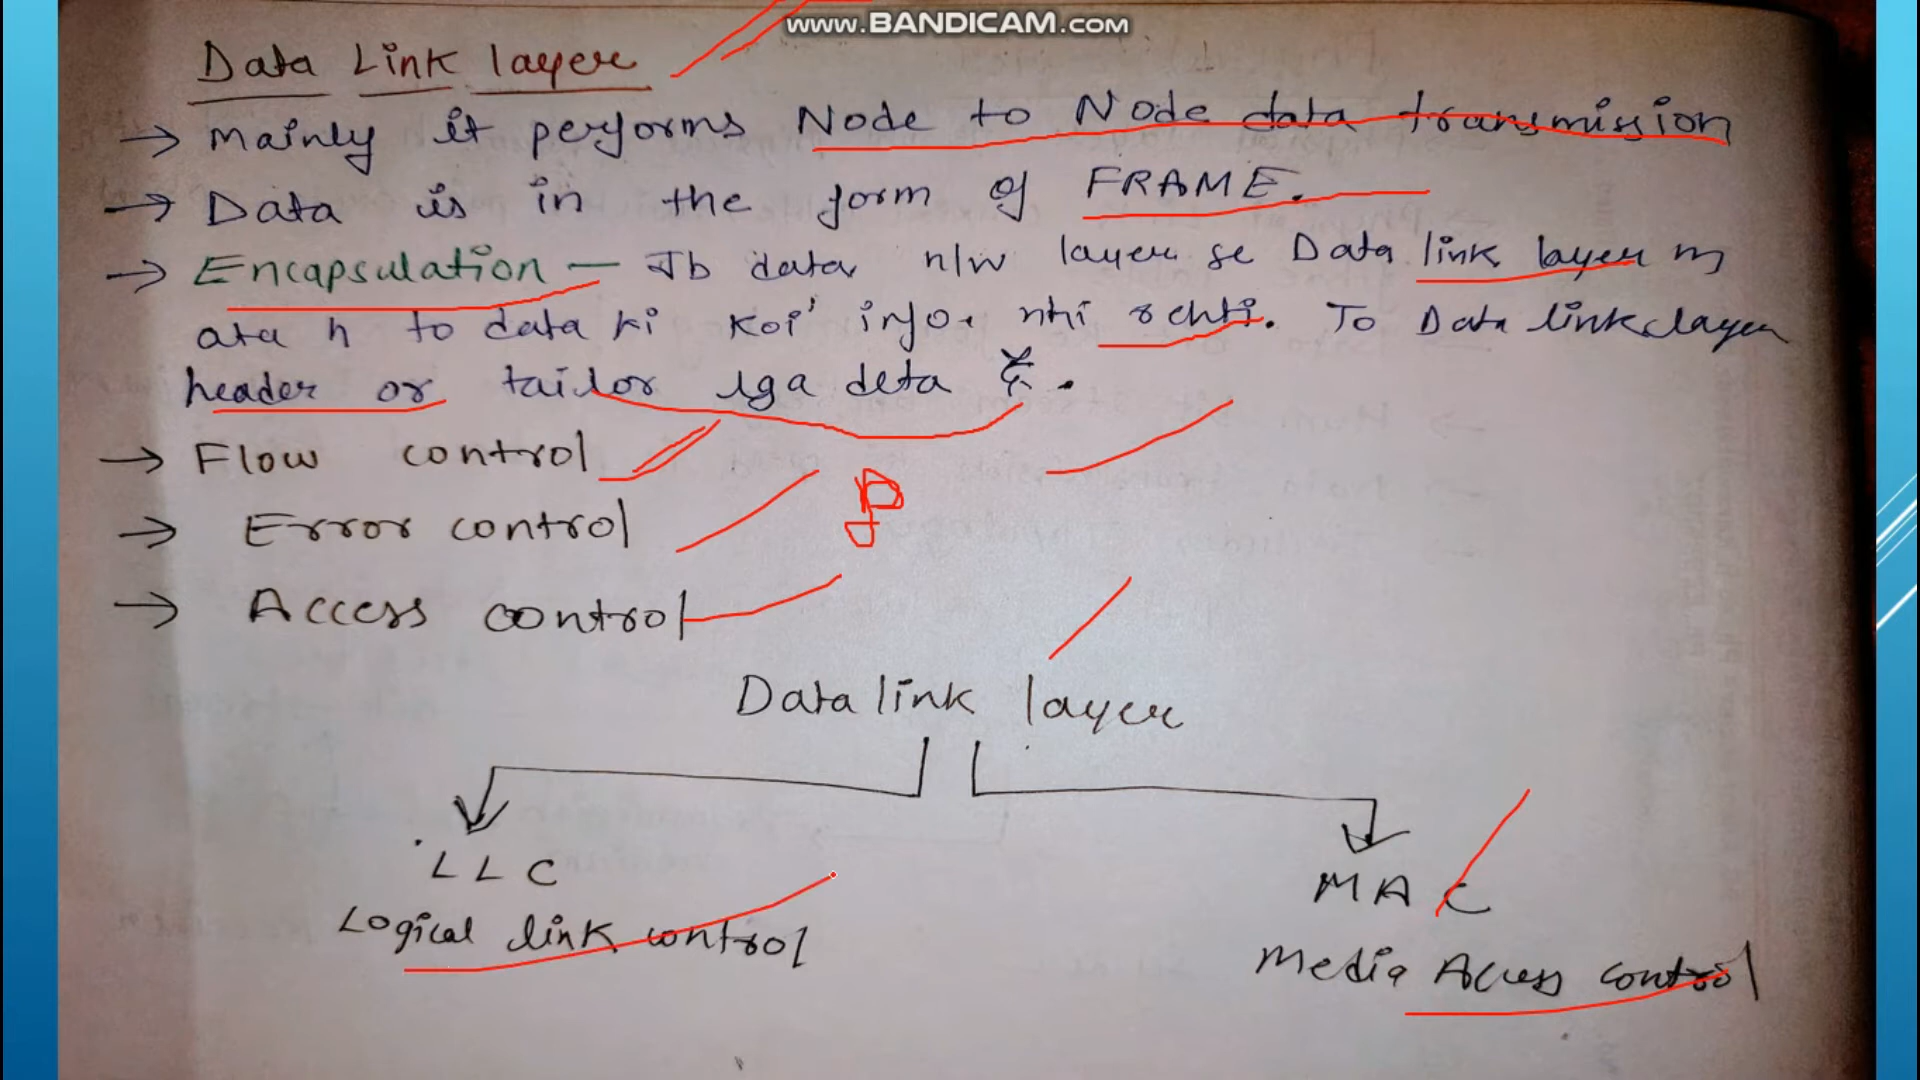 www.BANDICAM.com
Data Link layer
→ Mainly it performs Node to Node data transmission
→ Data is in the form of FRAME.
→ Encapsulation — Jb data n/w layer se Data link layer m
ata h to data ki koi info. nhi rehti. To Data link layer
header or tailor lga deta h.
→ Flow control
→ Error control
→ Access control
Data link layer
LLC
MAC
Logical link control
Media Access control